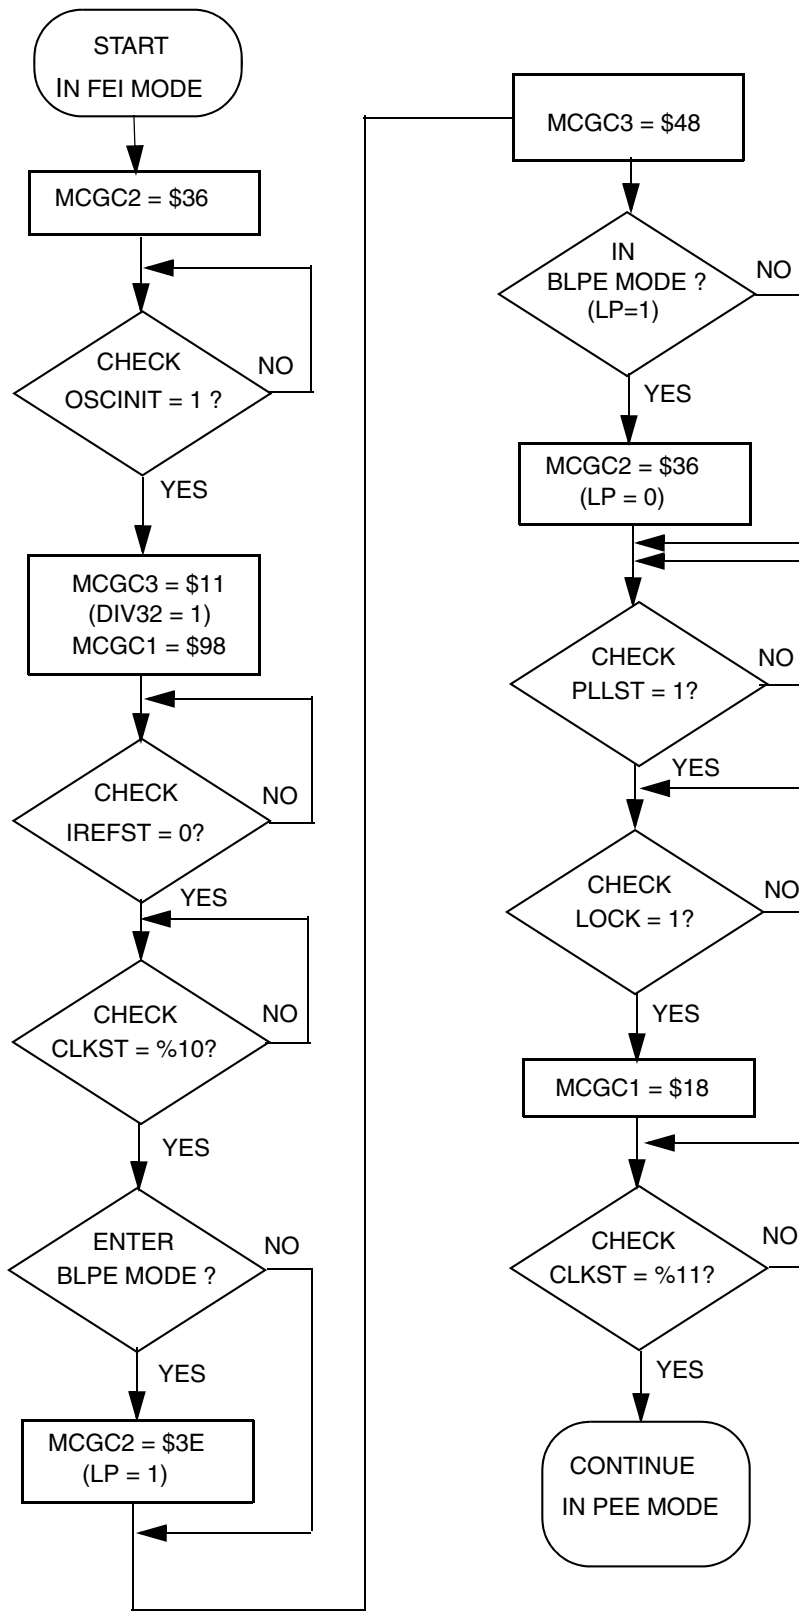 START
IN FEI MODE
MCGC2 = $36
CHECK
OSCINIT = 1 ?
NO
YES
MCGC3 = $11
(DIV32 = 1)
MCGC1 = $98
CHECK
IREFST = 0?
NO
YES
CHECK
CLKST = %10?
NO
YES
ENTER
BLPE MODE ?
NO
YES
MCGC2 = $3E
(LP = 1)
MCGC3 = $48
IN
BLPE MODE ?
(LP=1)
NO
YES
MCGC2 = $36
(LP = 0)
CHECK
PLLST = 1?
NO
YES
CHECK
LOCK = 1?
NO
YES
MCGC1 = $18
CHECK
CLKST = %11?
NO
YES
CONTINUE
IN PEE MODE